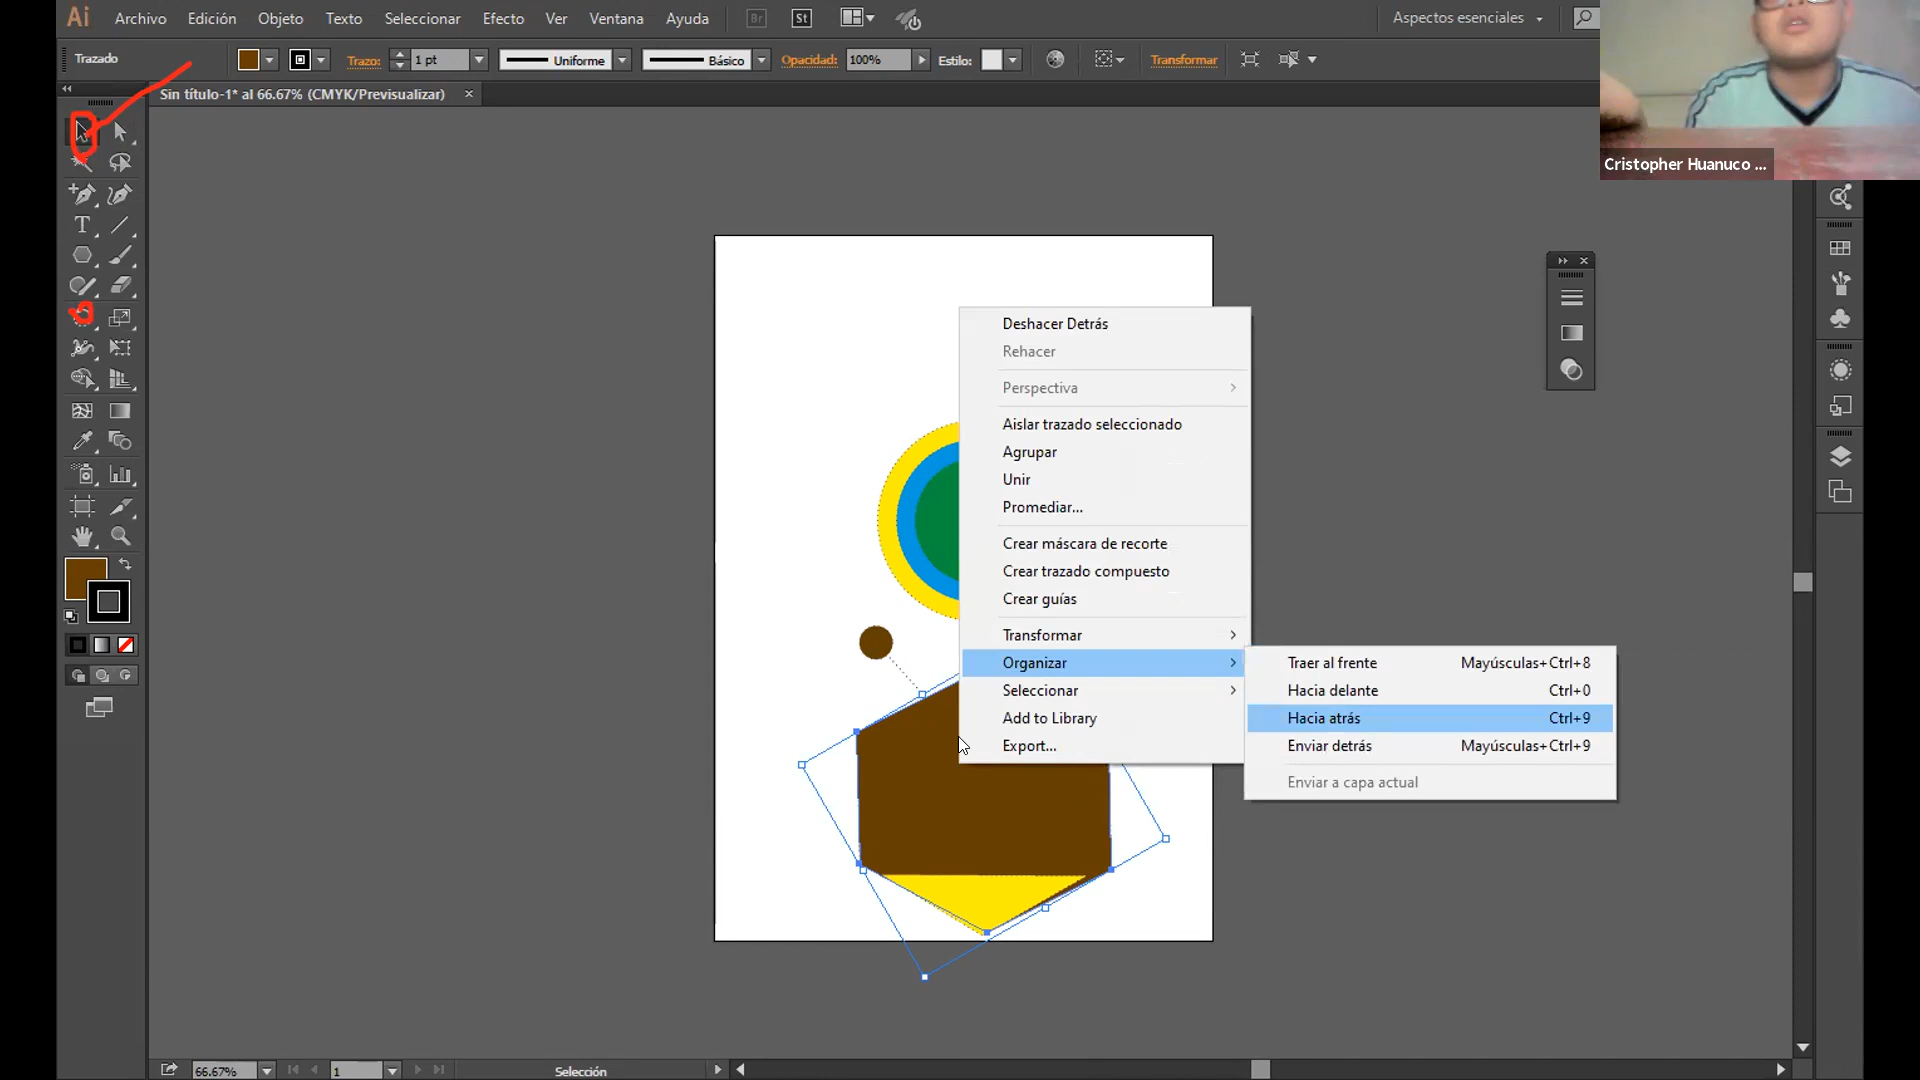 Ai Archivo Edición Objeto Texto Seleccionar Efecto Ver Ventana Ayuda Br St Aspectos esenciales
Trazado Trazo: 1 pt Uniforme Básico Opacidad: 100% Estilo: Transformar
Sin título-1* al 66.67% (CMYK/Previsualizar) ×
Cristopher Huanuco ...
T
Deshacer Detrás
Rehacer
Perspectiva
Aislar trazado seleccionado
Agrupar
Unir
Promediar...
Crear máscara de recorte
Crear trazado compuesto
Crear guías
Transformar
Organizar
Seleccionar
Add to Library
Export...
Traer al frente Mayúsculas+Ctrl+8
Hacia delante Ctrl+0
Hacia atrás Ctrl+9
Enviar detrás Mayúsculas+Ctrl+9
Enviar a capa actual
66.67% 1 Selección